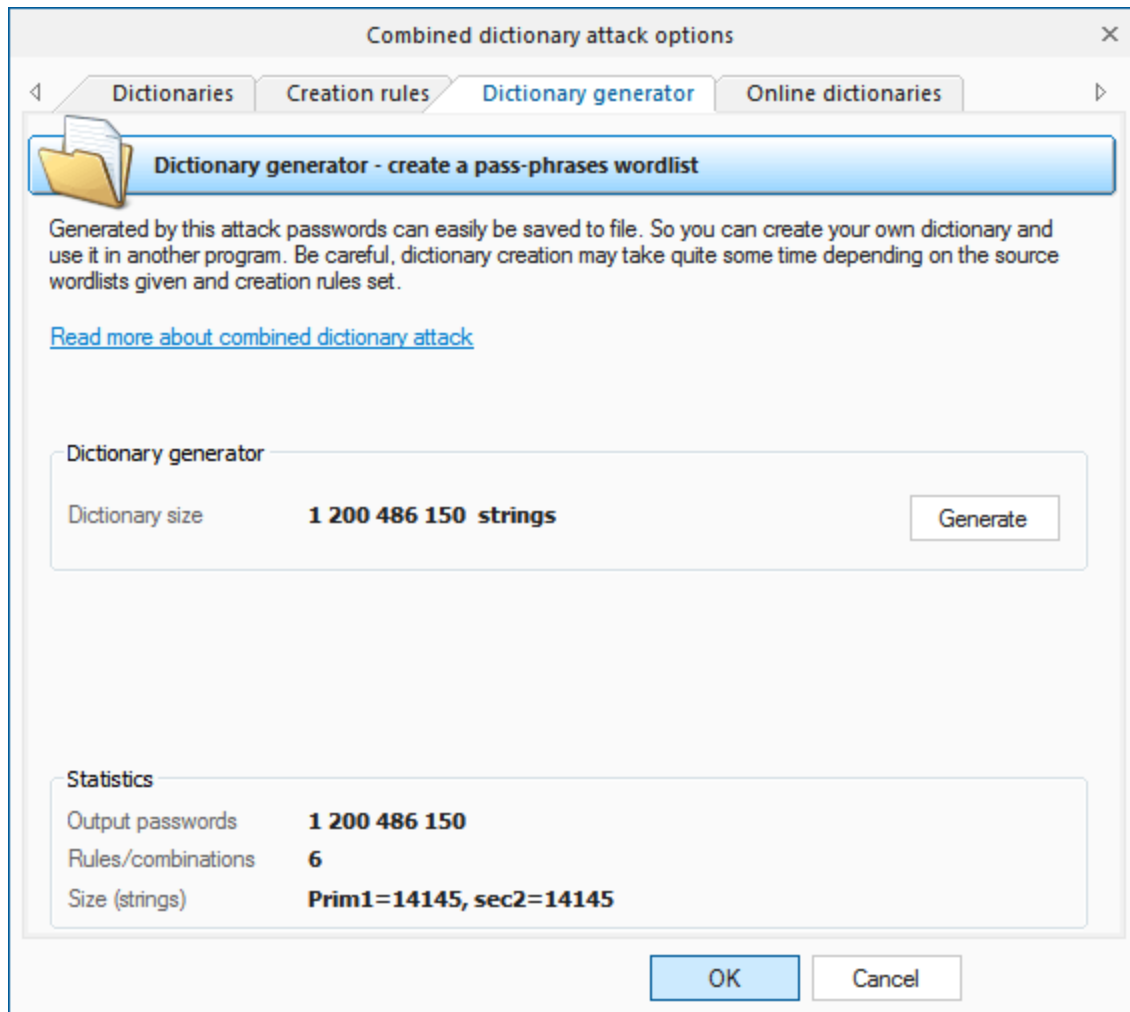 Combined dictionary attack options
Dictionaries Creation rules Dictionary generator Online dictionaries
Dictionary generator - create a pass-phrases wordlist
Generated by this attack passwords can easily be saved to file. So you can create your own dictionary and
use it in another program. Be careful, dictionary creation may take quite some time depending on the source
wordlists given and creation rules set.
Read more about combined dictionary attack
Dictionary generator
Dictionary size 1 200 486 150 strings Generate
Statistics
Output passwords 1 200 486 150
Rules/combinations 6
Size (strings) Prim1=14145, sec2=14145
OK Cancel